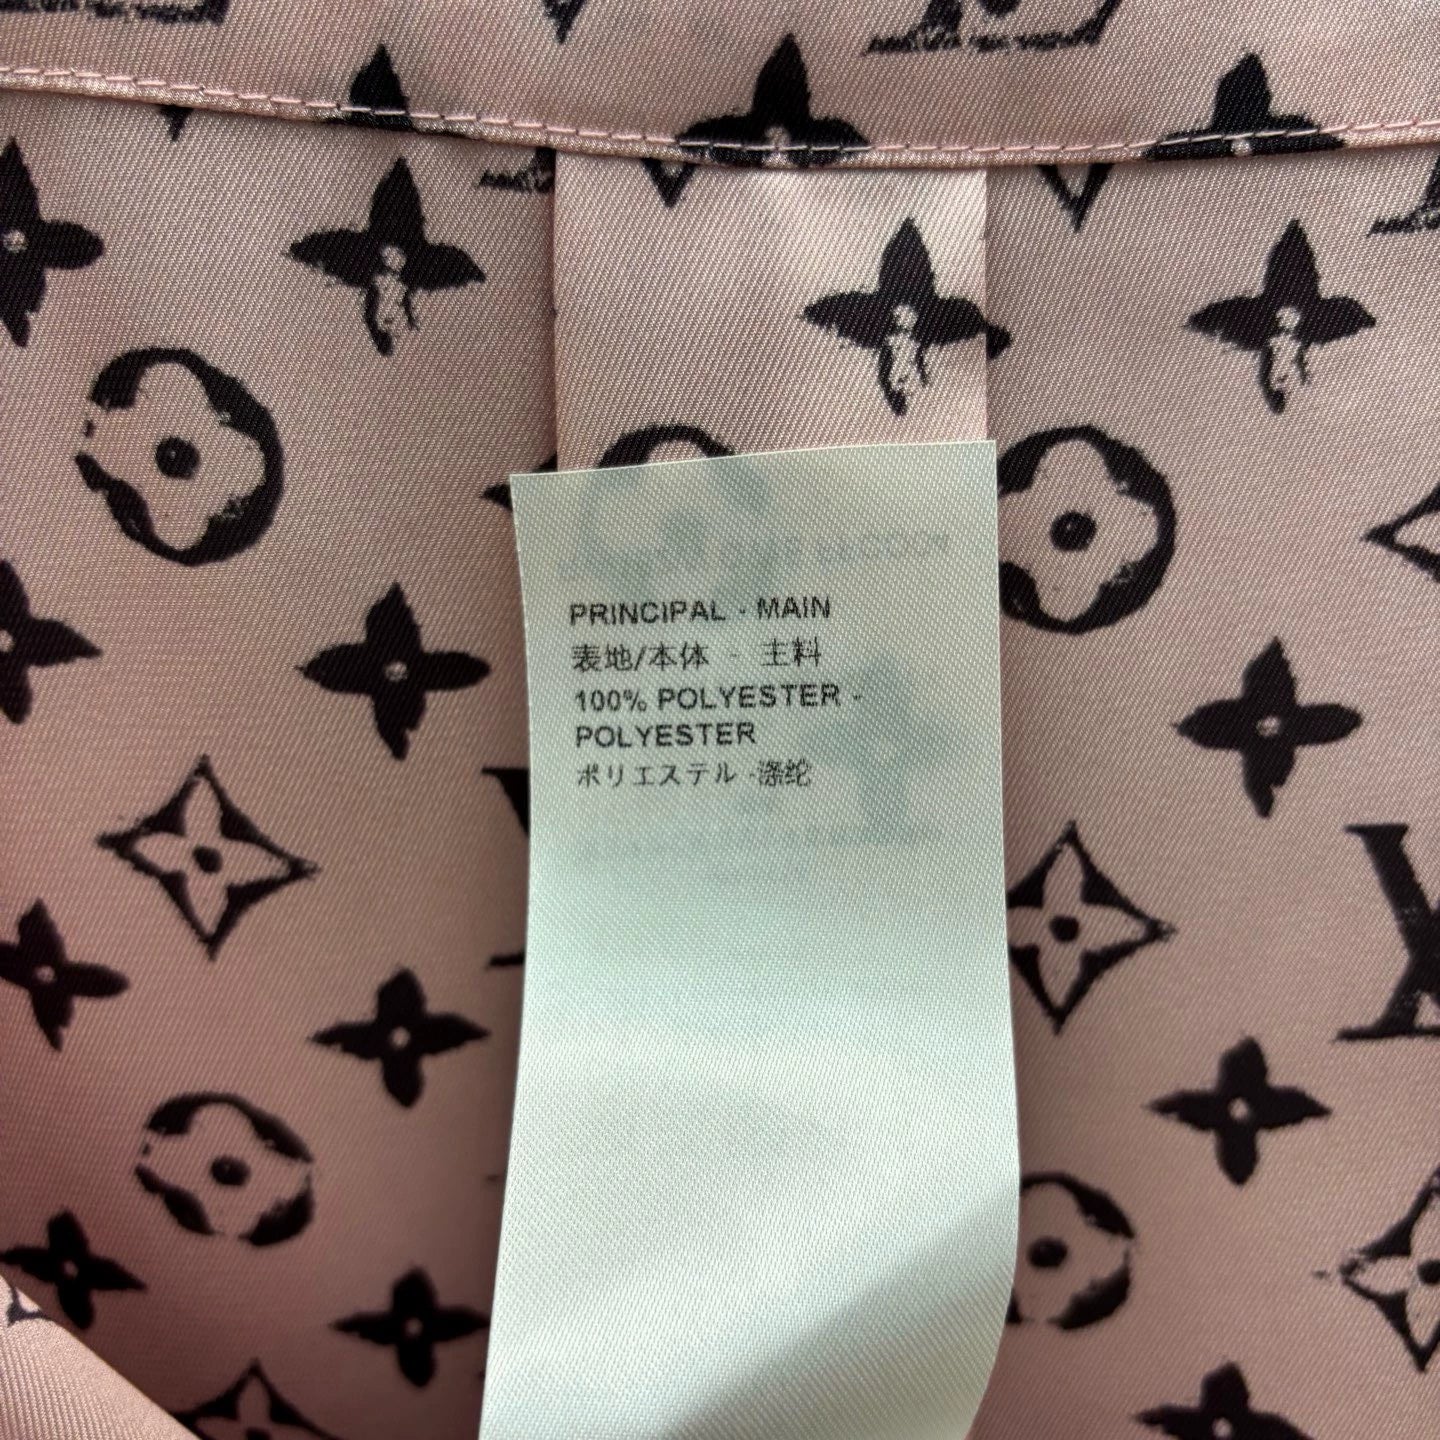 PRINCIPAL - MAIN
表地/本体 - 主料
100% POLYESTER -
POLYESTER
ポリエステル -涤纶